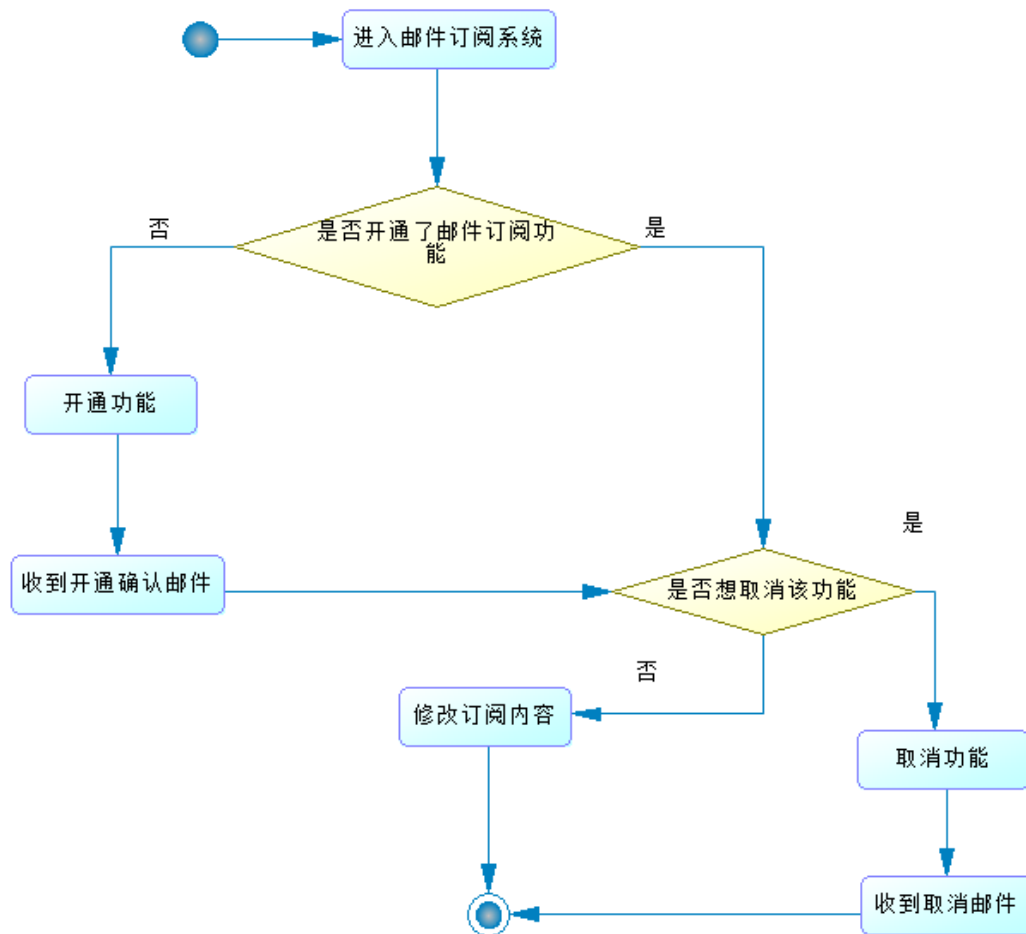 进入邮件订阅系统
否
是否开通了邮件订阅功
能
是
开通功能
是
收到开通确认邮件
是否想取消该功能
否
修改订阅内容
取消功能
收到取消邮件